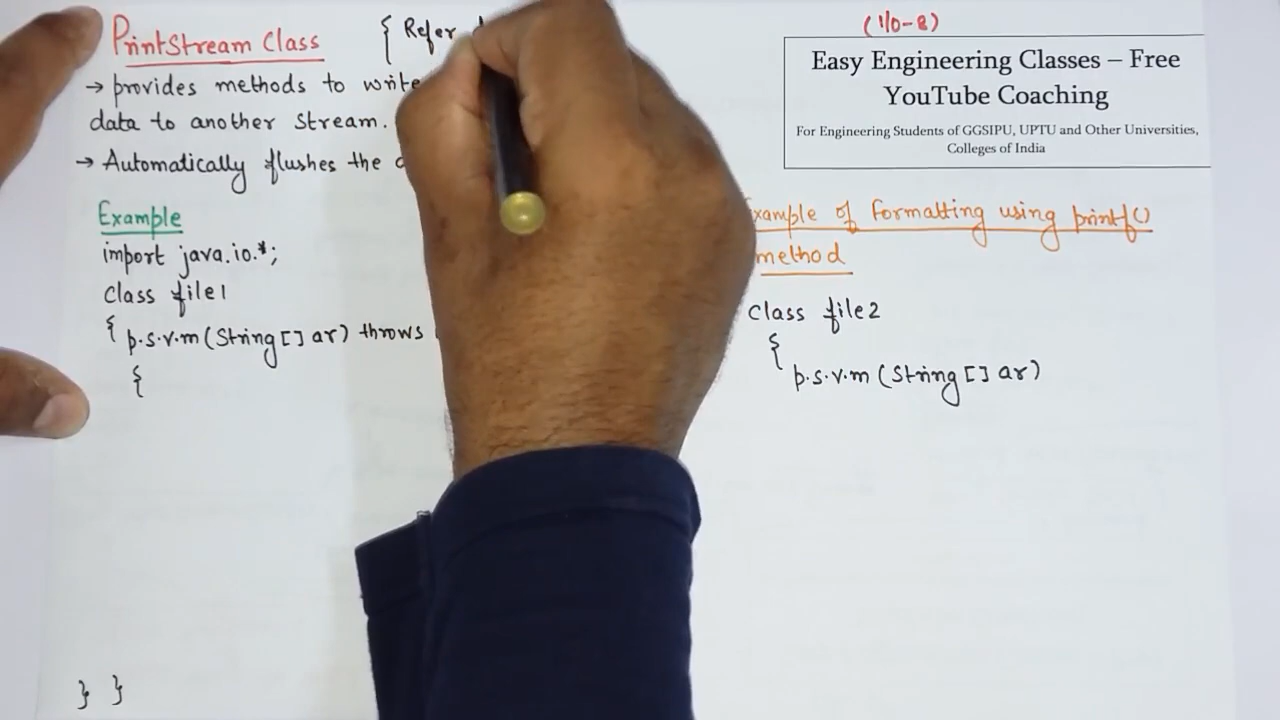 PrintStream Class { Refer
(I/O-8)
→ provides methods to write
data to another Stream.
→ Automatically flushes the
Easy Engineering Classes – Free
YouTube Coaching
For Engineering Students of GGSIPU, UPTU and Other Universities,
Colleges of India
Example
import java.io.*;
class file1
{ p.s.v.m (String [] ar) throws
{
} }
xample of Formatting using printf()
method
class file2
{
p.s.v.m (String [] ar)